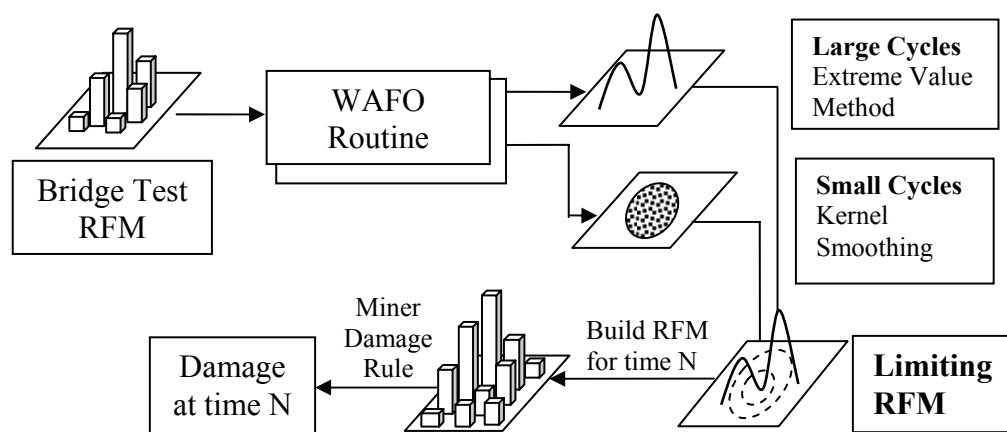 Large Cycles
Extreme Value
Method
WAFO
Routine
Bridge Test
RFM
Small Cycles
Kernel
Smoothing
Miner
Damage
Rule
Build RFM
for time N
Damage
at time N
Limiting
RFM